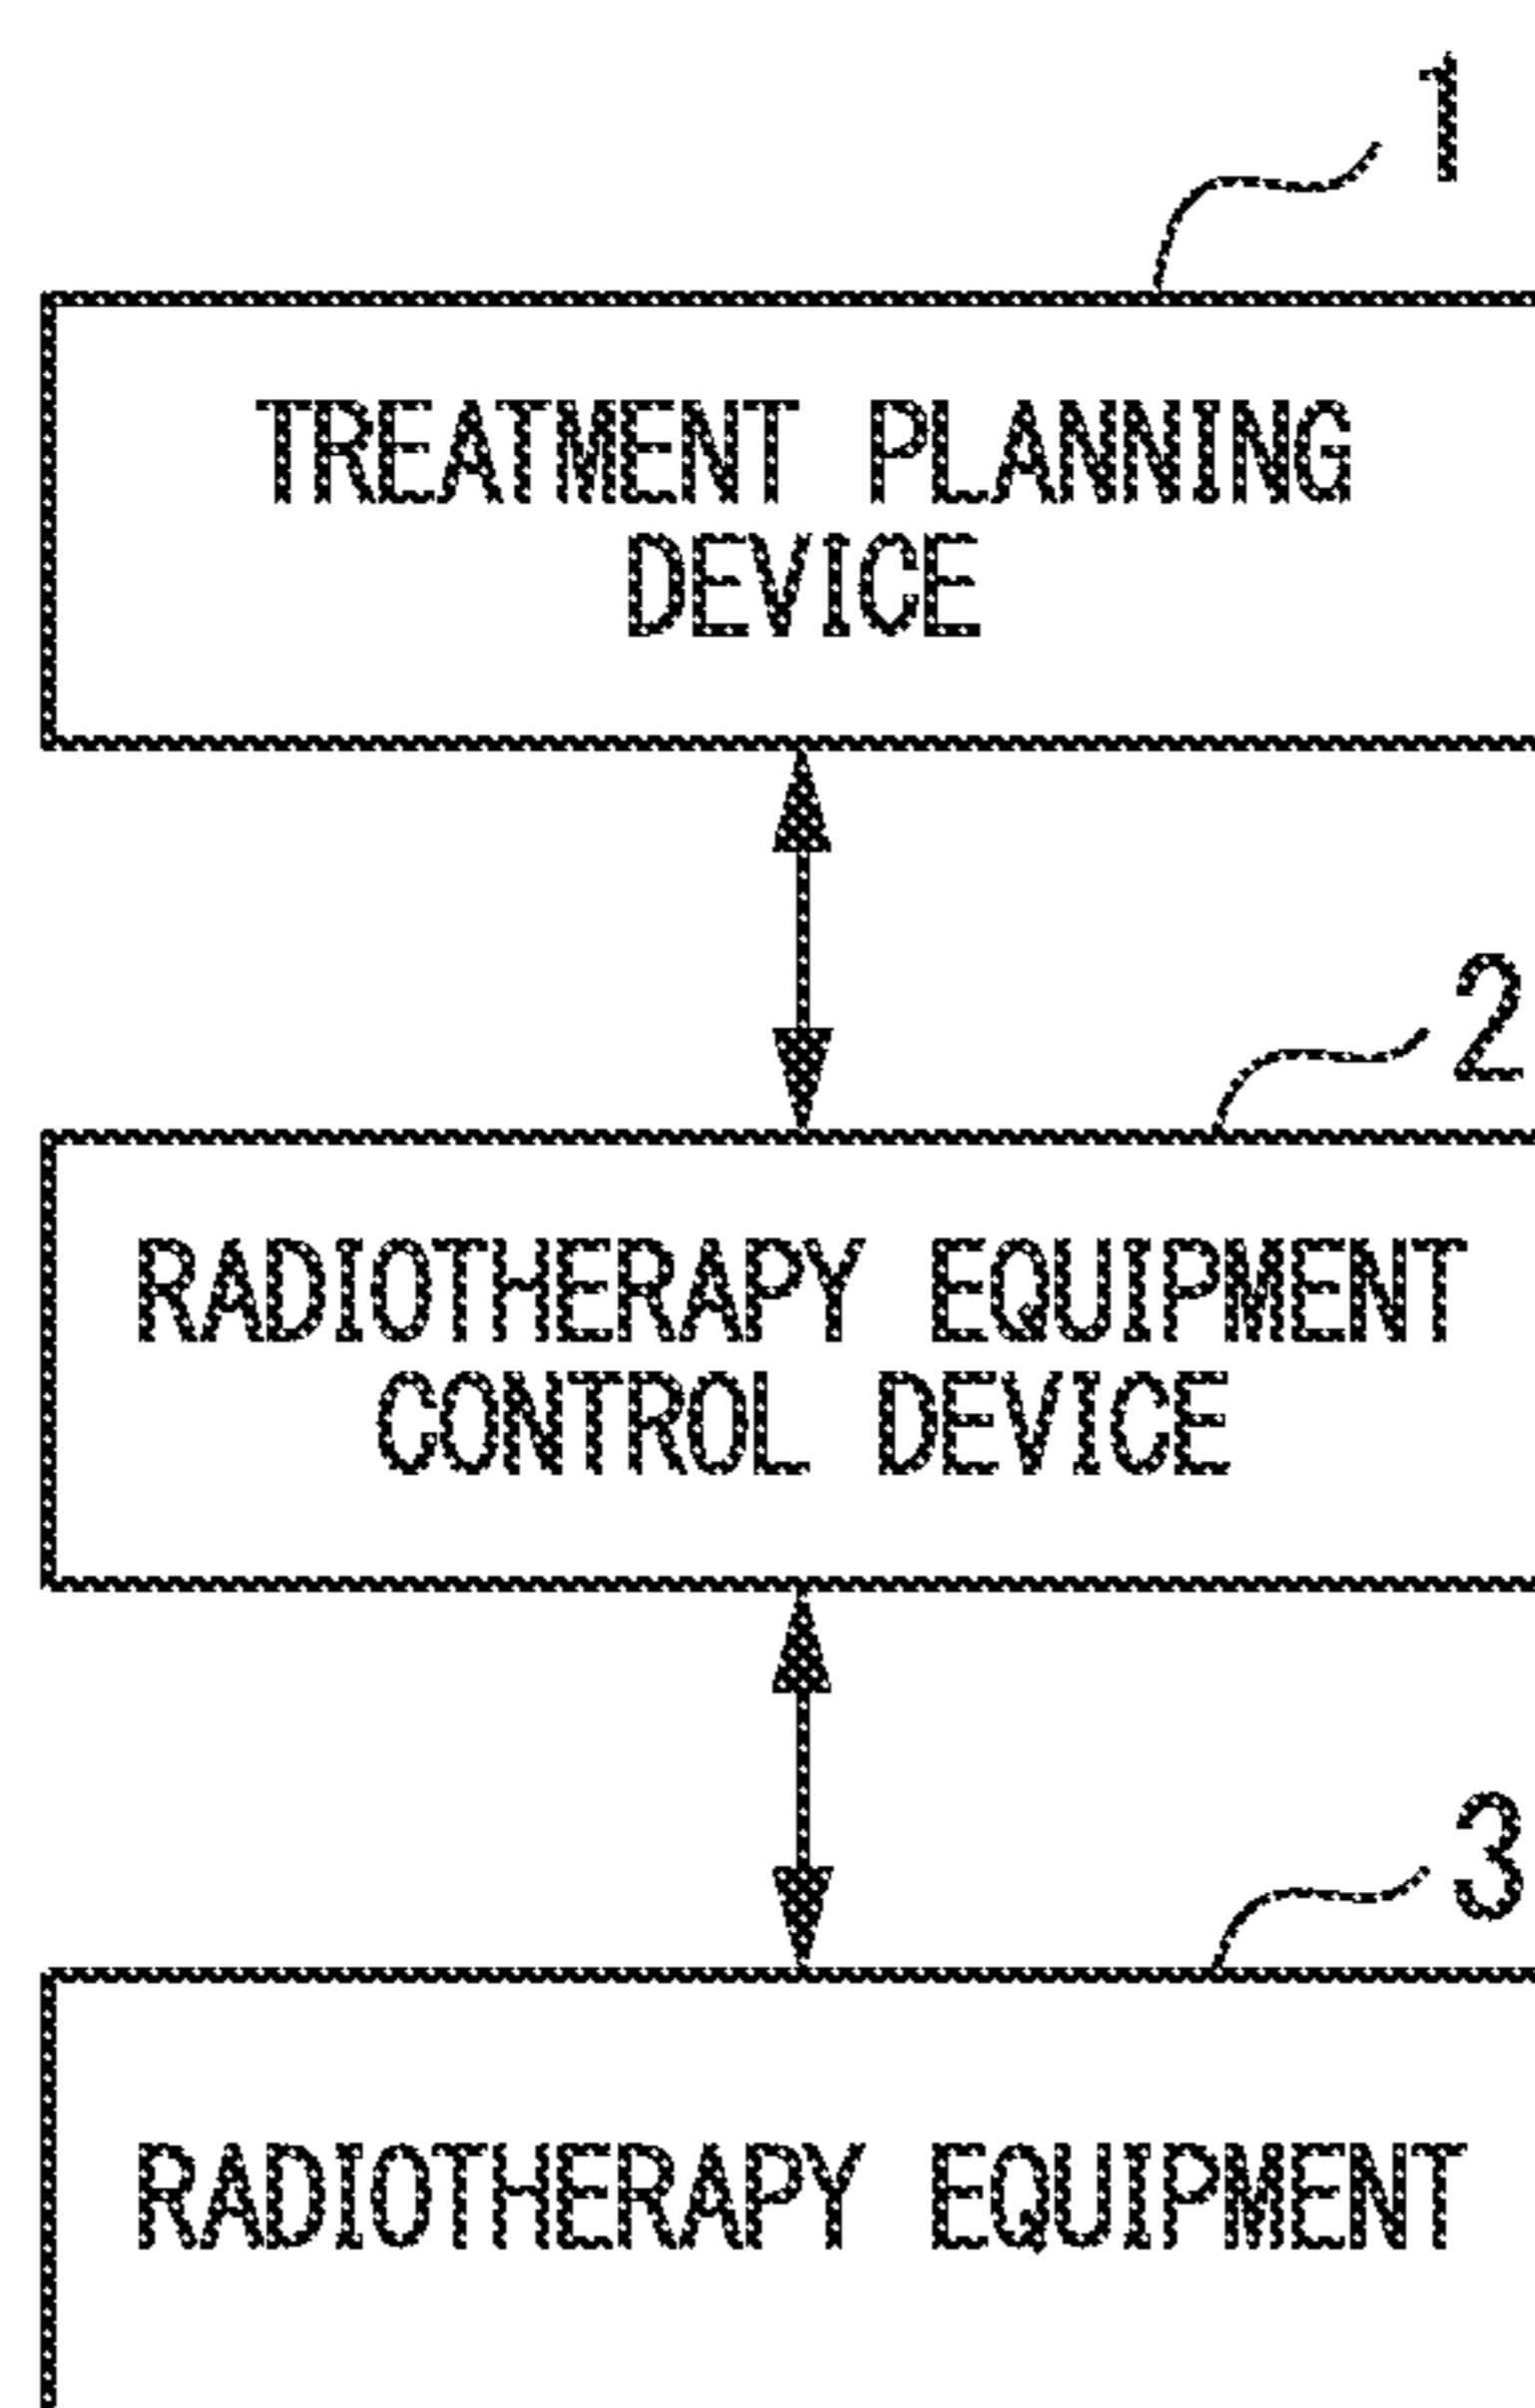 1
TREATMENT PLANNING
DEVICE
2
RADIOTHERAPY EQUIPMENT
CONTROL DEVICE
3
RADIOTHERAPY EQUIPMENT